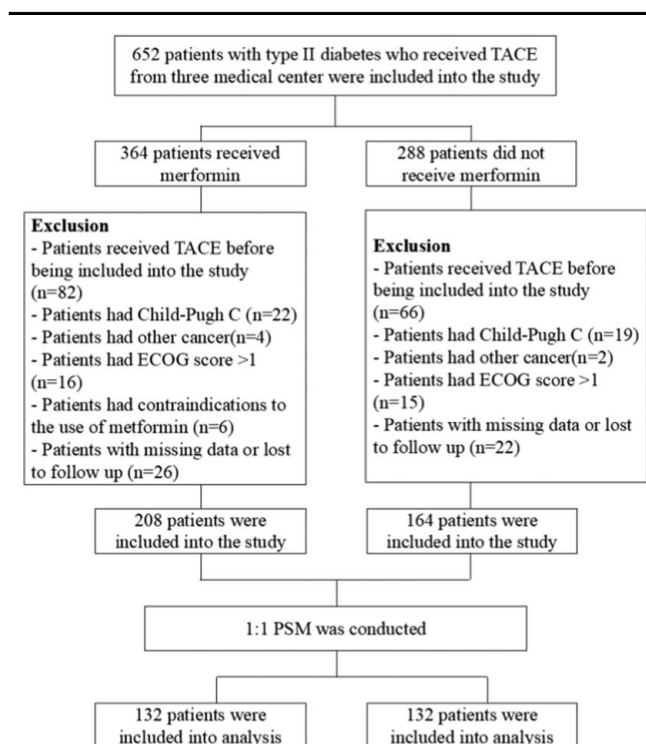 652 patients with type II diabetes who received TACE
from three medical center were included into the study
364 patients received
merformin
288 patients did not
receive merformin
Exclusion
- Patients received TACE before
being included into the study
(n=82)
- Patients had Child-Pugh C (n=22)
- Patients had other cancer(n=4)
- Patients had ECOG score >1
(n=16)
- Patients had contraindications to
the use of metformin (n=6)
- Patients with missing data or lost
to follow up (n=26)
Exclusion
- Patients received TACE before
being included into the study
(n=66)
- Patients had Child-Pugh C (n=19)
- Patients had other cancer(n=2)
- Patients had ECOG score >1
(n=15)
- Patients with missing data or lost
to follow up (n=22)
208 patients were
included into the study
164 patients were
included into the study
1:1 PSM was conducted
132 patients were
included into analysis
132 patients were
included into analysis